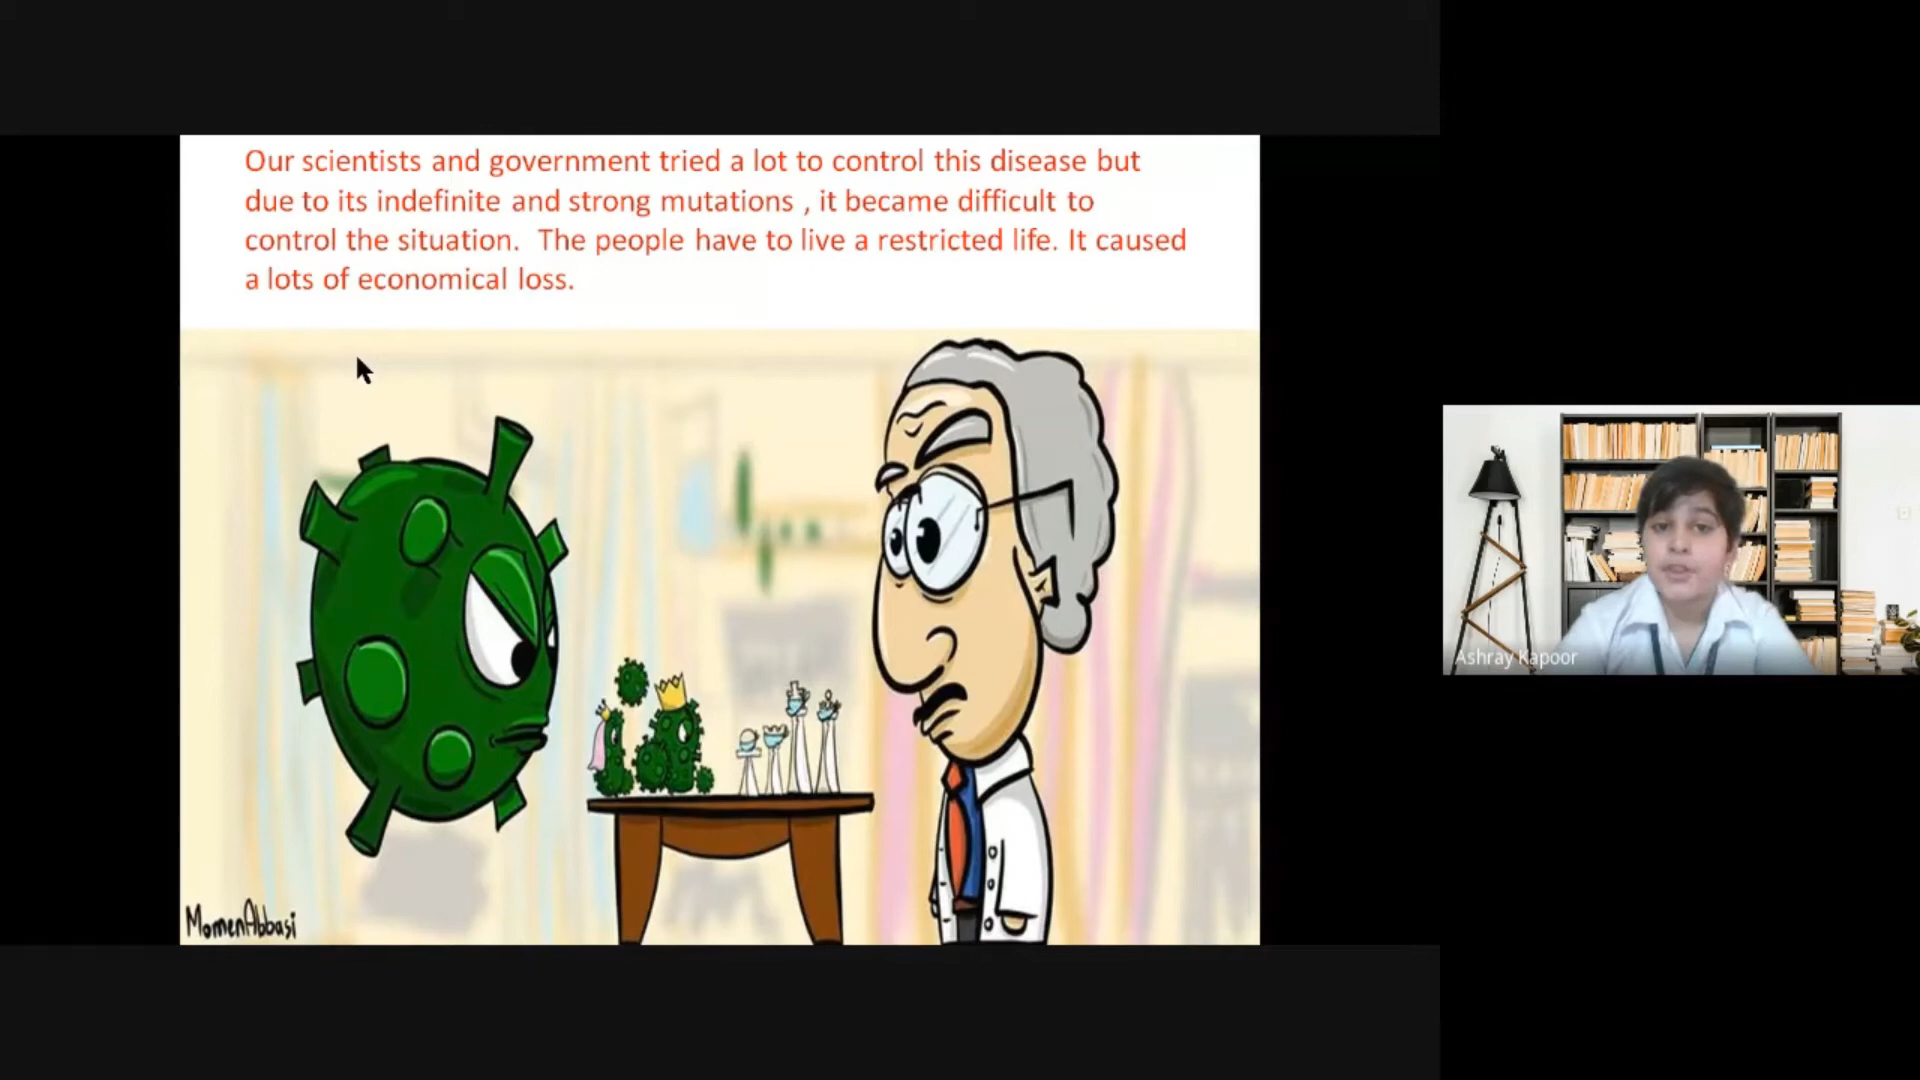 Our scientists and government tried a lot to control this disease but
due to its indefinite and strong mutations , it became difficult to
control the situation.  The people have to live a restricted life. It caused
a lots of economical loss.
Ashray Kapoor
MomenAbbasi